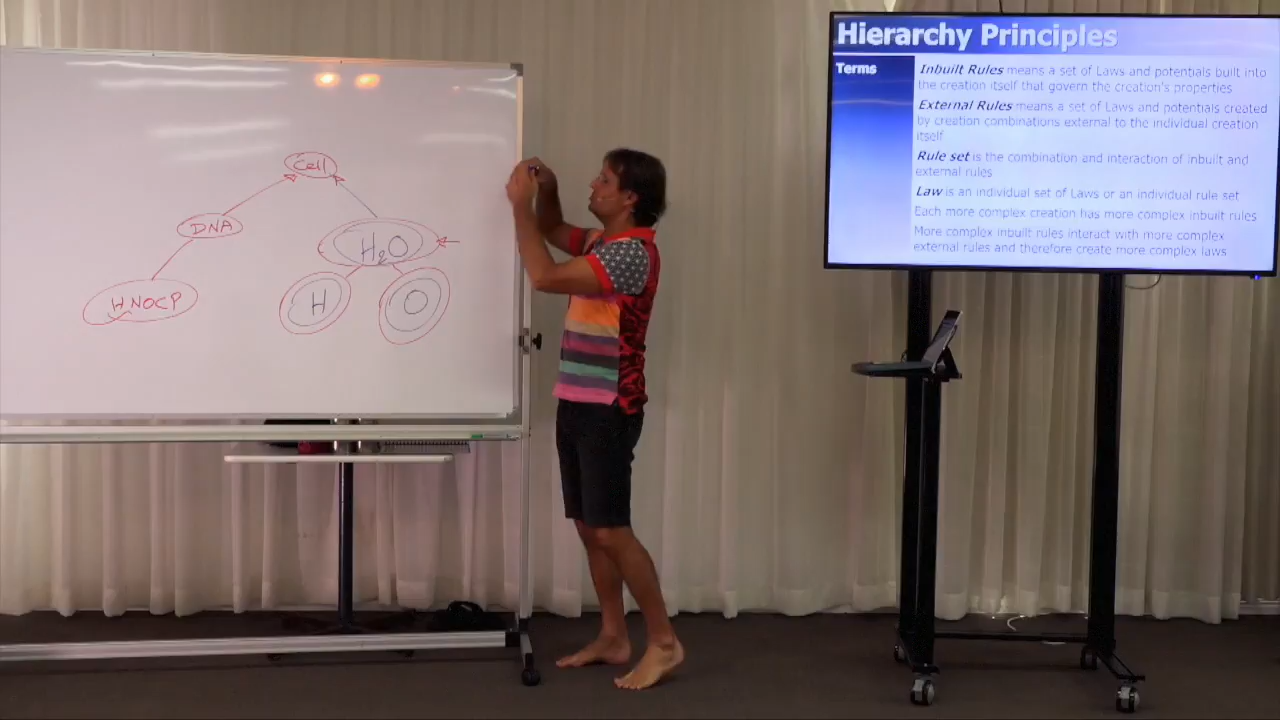 Cell
DNA
H2O
HNOCP
H
O
Hierarchy Principles
Terms
Inbuilt Rules means a set of Laws and potentials built into
the creation itself that govern the creation's properties
External Rules means a set of Laws and potentials created
by creation combinations external to the individual creation
itself
Rule set is the combination and interaction of inbuilt and
external rules
Law is an individual set of Laws or an individual rule set
Each more complex creation has more complex inbuilt rules
More complex inbuilt rules interact with more complex
external rules and therefore create more complex laws